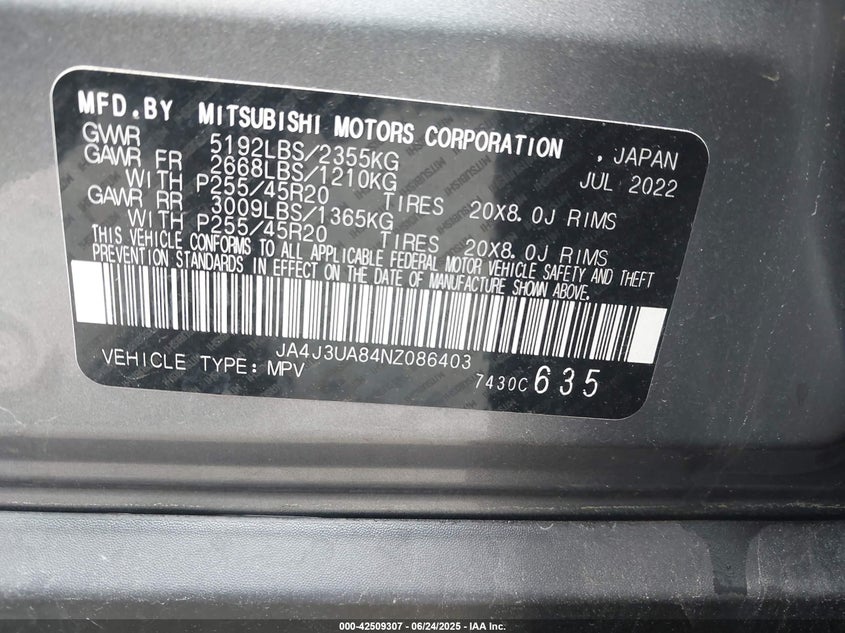 MFD.BY MITSUBISHI MOTORS CORPORATION , JAPAN
GVWR 5192LBS/2355KG JUL 2022
GAWR FR 2668LBS/1210KG
WITH P255/45R20 TIRES 20X8.0J RIMS
GAWR RR 3009LBS/1365KG
WITH P255/45R20 TIRES 20X8.0J RIMS
THIS VEHICLE CONFORMS TO ALL APPLICABLE FEDERAL MOTOR VEHICLE SAFETY AND THEFT
PREVENTION STANDARDS IN EFFECT ON THE DATE OF MANUFACTURE SHOWN ABOVE.
JA4J3UA84NZ086403
VEHICLE TYPE: MPV 7430C 635
000-42509307 - 06/24/2025 - IAA Inc.